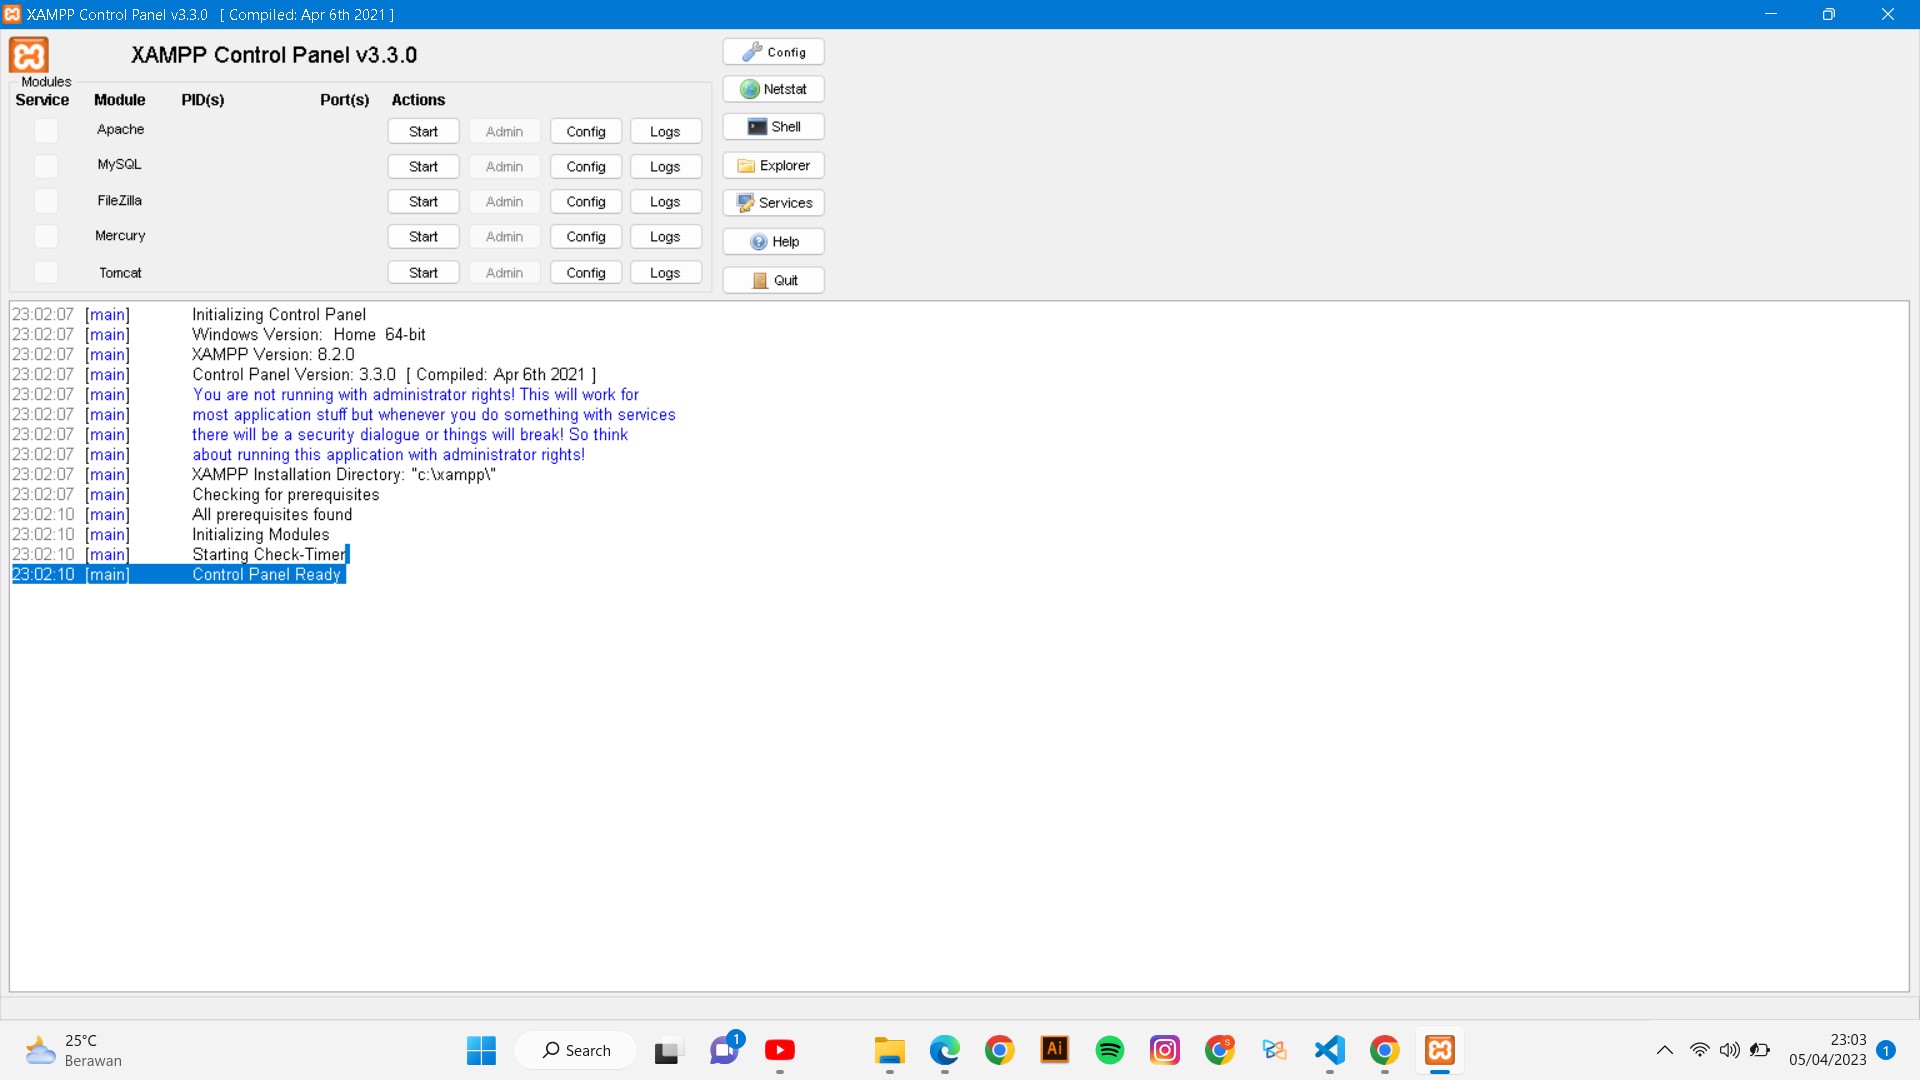 XAMPP Control Panel v3.3.0   [ Compiled: Apr 6th 2021 ]
XAMPP Control Panel v3.3.0
Config
Modules
Service Module PID(s) Port(s) Actions
Netstat
Apache Start Admin Config Logs
Shell
MySQL Start Admin Config Logs
Explorer
FileZilla Start Admin Config Logs
Services
Mercury Start Admin Config Logs
Help
Tomcat Start Admin Config Logs
Quit
23:02:07 [main] Initializing Control Panel
23:02:07 [main] Windows Version:  Home  64-bit
23:02:07 [main] XAMPP Version: 8.2.0
23:02:07 [main] Control Panel Version: 3.3.0  [ Compiled: Apr 6th 2021 ]
23:02:07 [main] You are not running with administrator rights! This will work for
23:02:07 [main] most application stuff but whenever you do something with services
23:02:07 [main] there will be a security dialogue or things will break! So think
23:02:07 [main] about running this application with administrator rights!
23:02:07 [main] XAMPP Installation Directory: "c:\xampp\"
23:02:07 [main] Checking for prerequisites
23:02:10 [main] All prerequisites found
23:02:10 [main] Initializing Modules
23:02:10 [main] Starting Check-Timer
23:02:10 [main] Control Panel Ready
25°C
Berawan
Search
1
Ai
S
23:03
05/04/2023
1